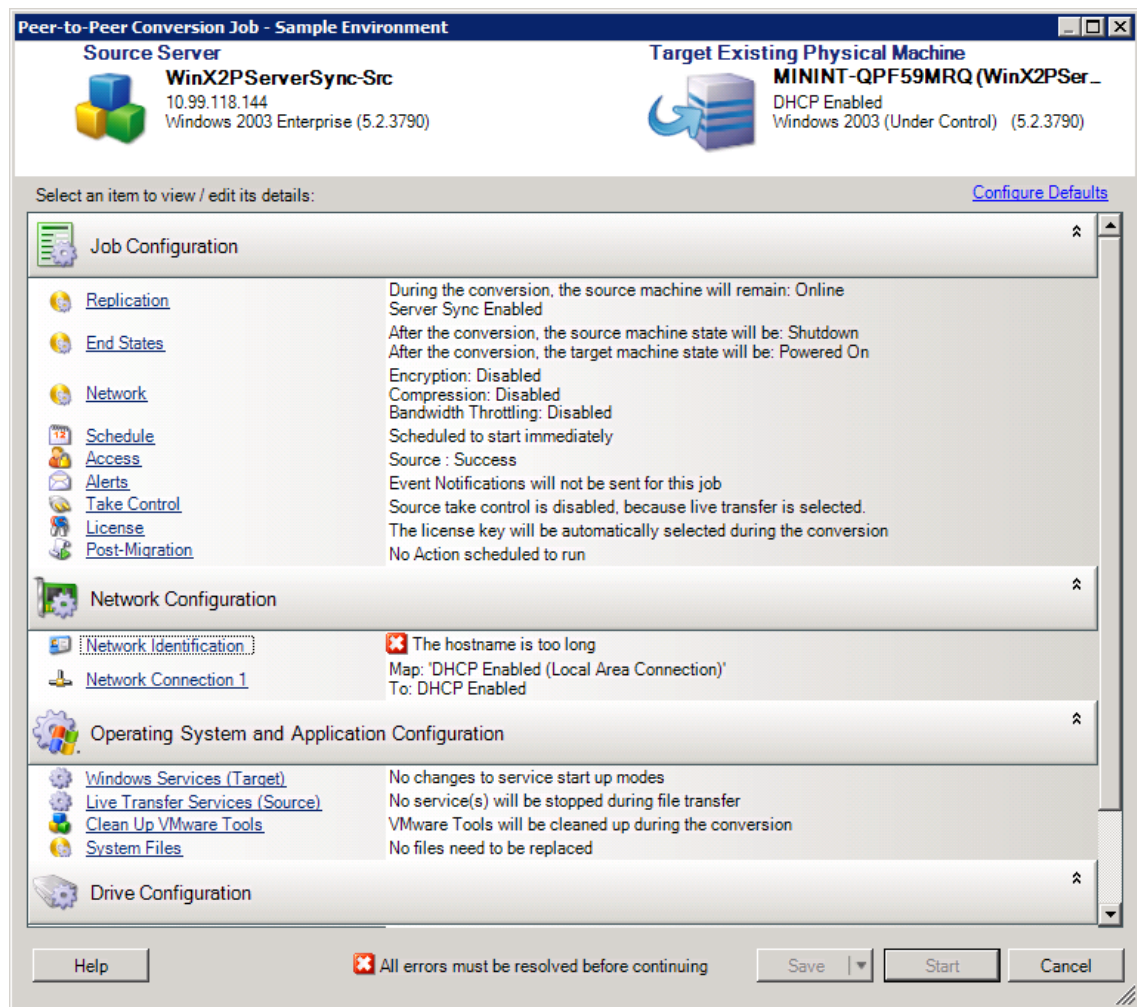 Peer-to-Peer Conversion Job - Sample Environment
Source Server
WinX2PServerSync-Src
10.99.118.144
Windows 2003 Enterprise (5.2.3790)
Target Existing Physical Machine
MININT-QPF59MRQ (WinX2PSer...
DHCP Enabled
Windows 2003 (Under Control) (5.2.3790)
Select an item to view / edit its details:
Configure Defaults
Job Configuration
Replication
During the conversion, the source machine will remain: Online
Server Sync Enabled
End States
After the conversion, the source machine state will be: Shutdown
After the conversion, the target machine state will be: Powered On
Network
Encryption: Disabled
Compression: Disabled
Bandwidth Throttling: Disabled
12
Schedule
Scheduled to start immediately
Access
Source : Success
Alerts
Event Notifications will not be sent for this job
Take Control
Source take control is disabled, because live transfer is selected.
License
The license key will be automatically selected during the conversion
Post-Migration
No Action scheduled to run
Network Configuration
Network Identification
The hostname is too long
Network Connection 1
Map: 'DHCP Enabled (Local Area Connection)'
To: DHCP Enabled
Operating System and Application Configuration
Windows Services (Target)
No changes to service start up modes
Live Transfer Services (Source)
No service(s) will be stopped during file transfer
Clean Up VMware Tools
VMware Tools will be cleaned up during the conversion
System Files
No files need to be replaced
Drive Configuration
Help
All errors must be resolved before continuing
Save
Start
Cancel